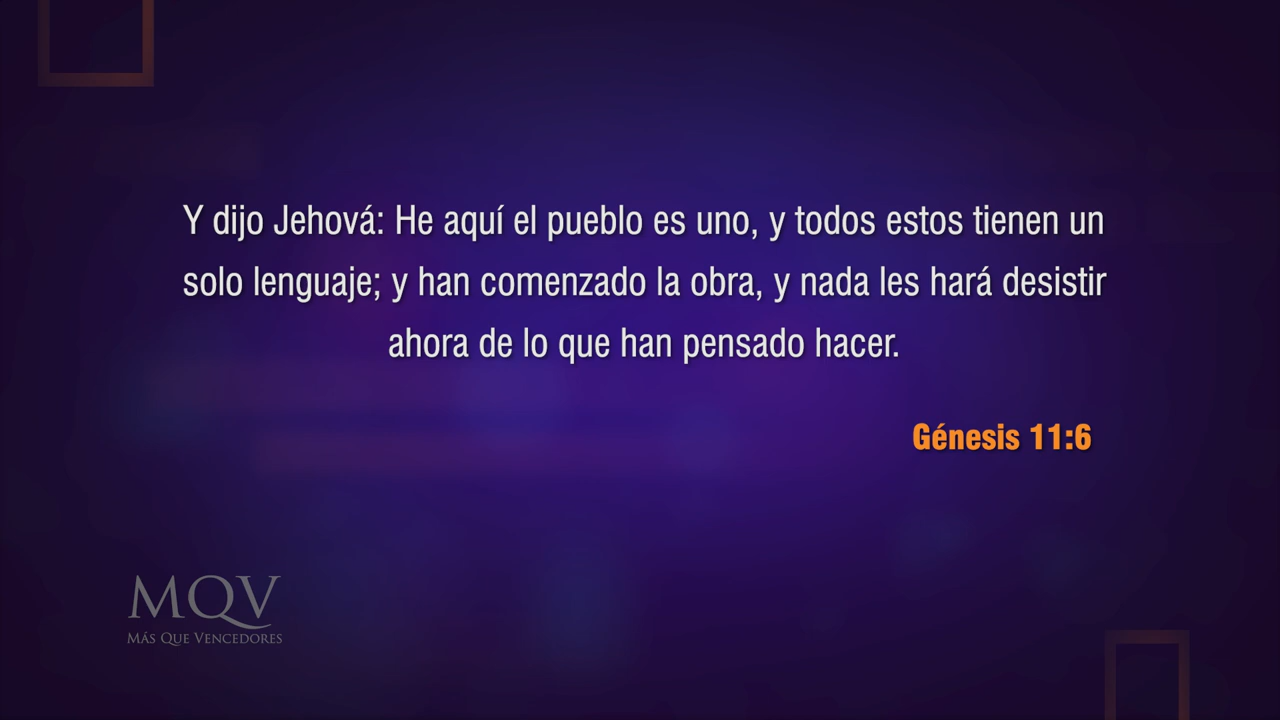 Y dijo Jehová: He aquí el pueblo es uno, y todos estos tienen un
solo lenguaje; y han comenzado la obra, y nada les hará desistir
ahora de lo que han pensado hacer.
Génesis 11:6
MQV
MÁS QUE VENCEDORES